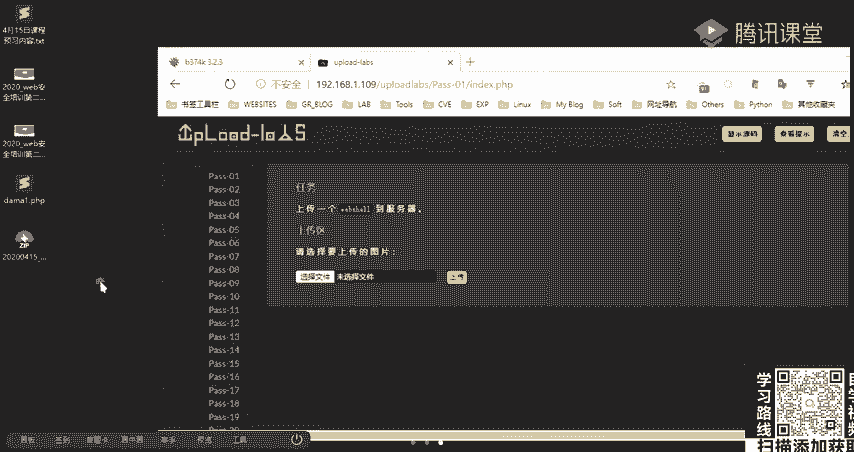 4月15日课程
预习内容.txt
2020_web安
全培训第二...
2020_web安
全培训第二...
dama1.php
ZIP
20200415_...
腾讯课堂
b374k 3.2.3
upload-labs
不安全 | 192.168.1.109/uploadlabs/Pass-01/index.php
书签工具栏 WEBSITES GR_BLOG LAB Tools CVE EXP Linux My Blog Soft 网址导航 Others Python 其他收藏夹
UpLoad-labS
显示源码 查看提示 清空
Pass-01
Pass-02
Pass-03
Pass-04
Pass-05
Pass-06
Pass-07
Pass-08
Pass-09
Pass-10
Pass-11
Pass-12
Pass-13
Pass-14
Pass-15
Pass-16
Pass-17
Pass-18
Pass-19
任务
上传一个 webshell 到服务器。
上传区
请选择要上传的图片：
选择文件 未选择文件 上传
学习路线
自学视频
扫描添加获取